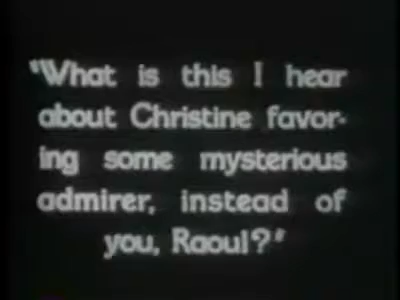 "What is this I hear
about Christine favor-
ing some mysterious
admirer, instead of
you, Raoul?"